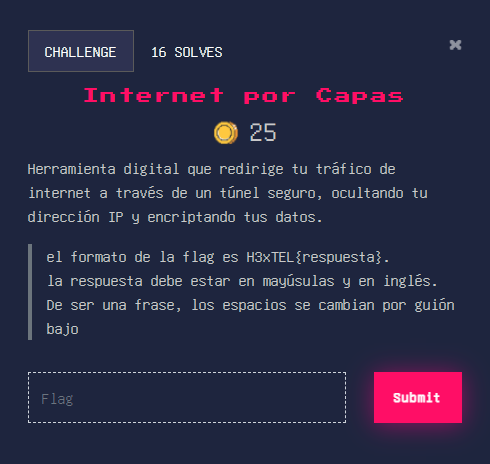 CHALLENGE 16 SOLVES
Internet por Capas
25
Herramienta digital que redirige tu tráfico de
internet a través de un túnel seguro, ocultando tu
dirección IP y encriptando tus datos.
el formato de la flag es H3xTEL{respuesta}.
la respuesta debe estar en mayúsulas y en inglés.
De ser una frase, los espacios se cambian por guión
bajo
Flag
Submit